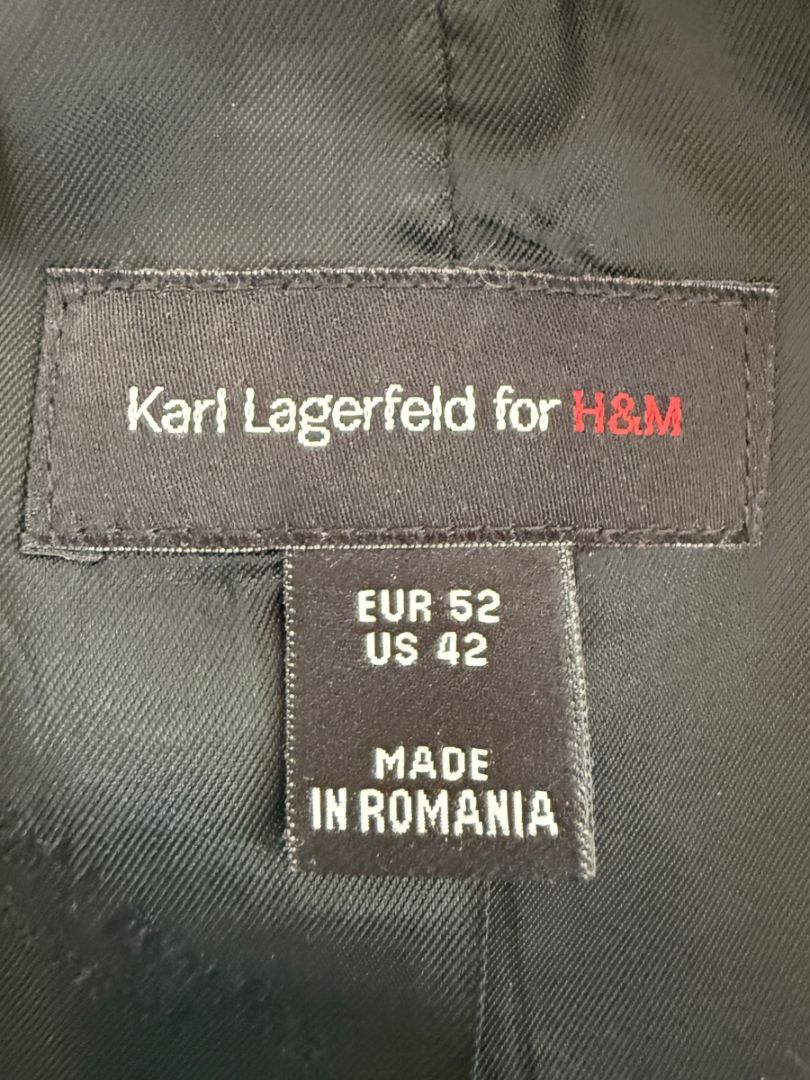 Karl Lagerfeld for H&M
EUR 52
US 42
MADE
IN ROMANIA